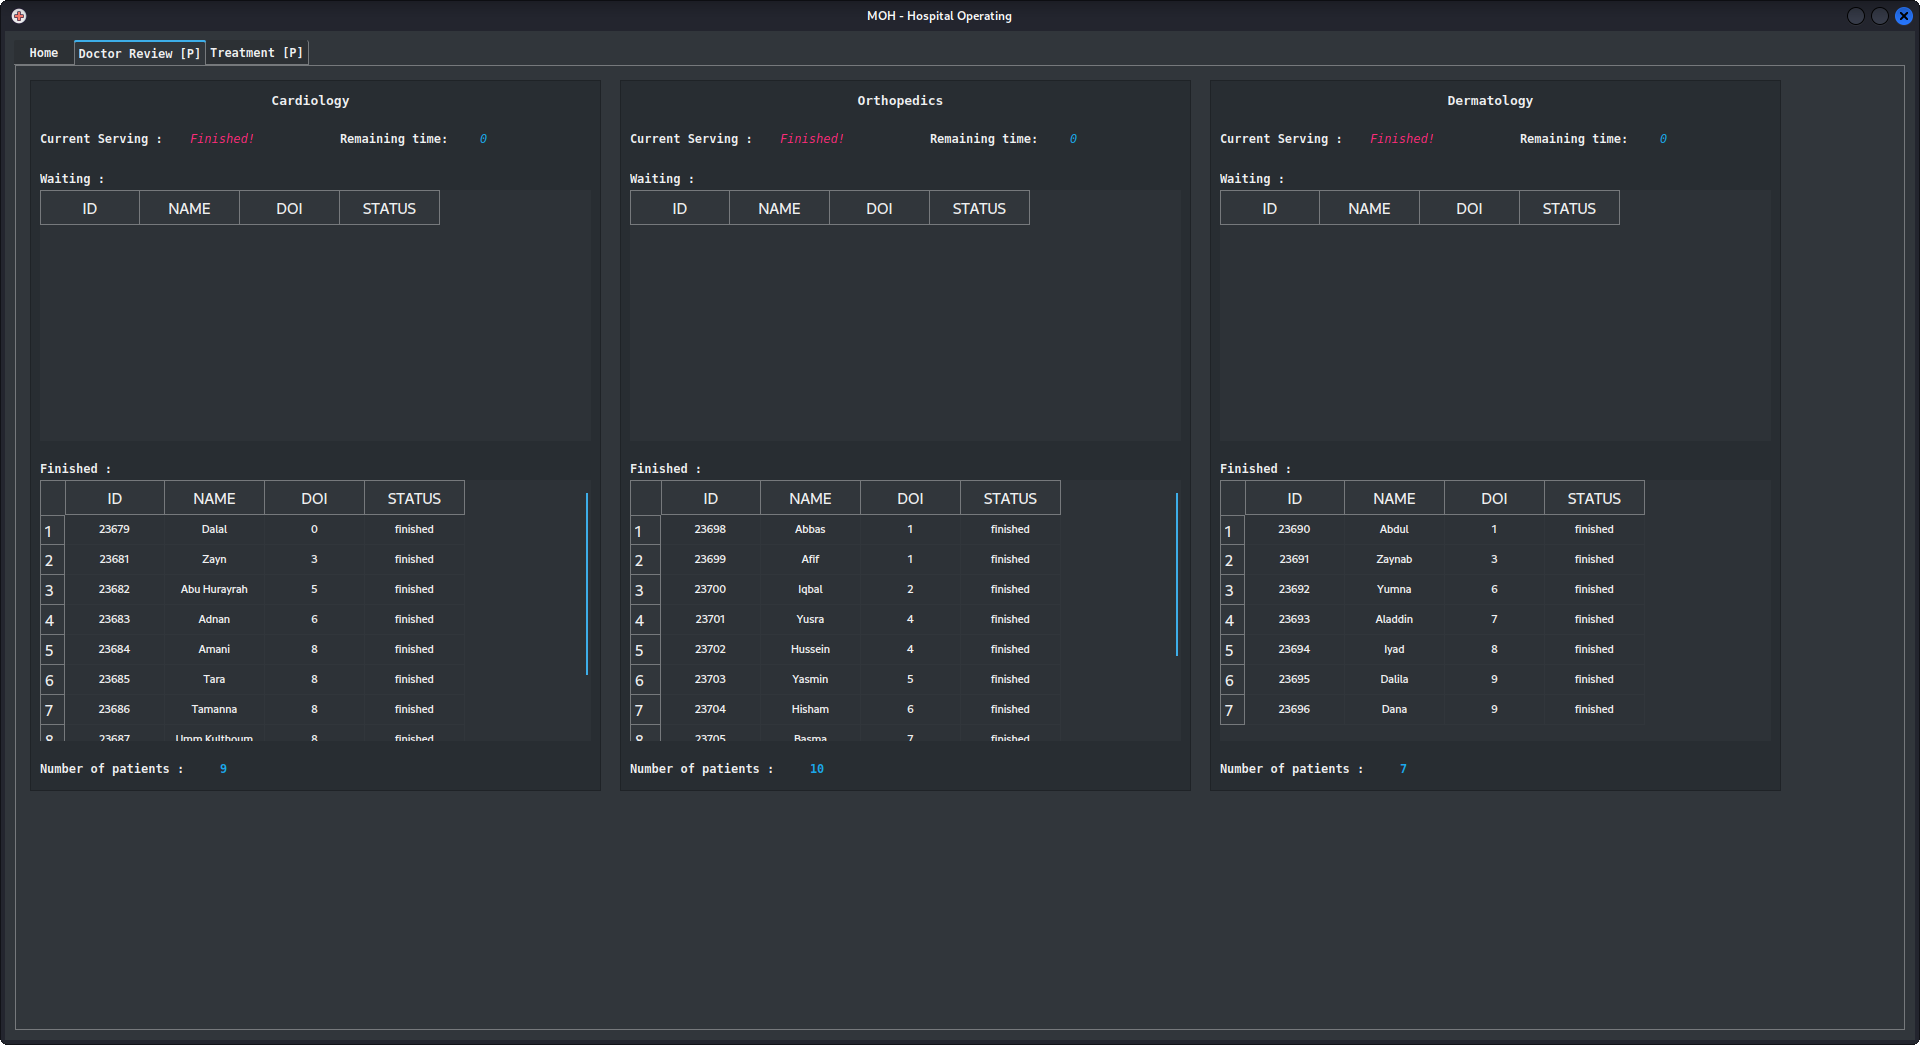 MOH - Hospital Operating
Home Doctor Review [P] Treatment [P]
Cardiology
Current Serving : Finished! Remaining time: 0
Waiting :
ID NAME DOI STATUS
Finished :
ID NAME DOI STATUS
1 23679 Dalal 0 finished
2 23681 Zayn 3 finished
3 23682 Abu Hurayrah 5 finished
4 23683 Adnan 6 finished
5 23684 Amani 8 finished
6 23685 Tara 8 finished
7 23686 Tamanna 8 finished
8 23687 Umm Kulthoum 8 finished
Number of patients : 9
Orthopedics
Current Serving : Finished! Remaining time: 0
Waiting :
ID NAME DOI STATUS
Finished :
ID NAME DOI STATUS
1 23698 Abbas 1 finished
2 23699 Afif 1 finished
3 23700 Iqbal 2 finished
4 23701 Yusra 4 finished
5 23702 Hussein 4 finished
6 23703 Yasmin 5 finished
7 23704 Hisham 6 finished
8 23705 Basma 7 finished
Number of patients : 10
Dermatology
Current Serving : Finished! Remaining time: 0
Waiting :
ID NAME DOI STATUS
Finished :
ID NAME DOI STATUS
1 23690 Abdul 1 finished
2 23691 Zaynab 3 finished
3 23692 Yumna 6 finished
4 23693 Aladdin 7 finished
5 23694 Iyad 8 finished
6 23695 Dalila 9 finished
7 23696 Dana 9 finished
Number of patients : 7